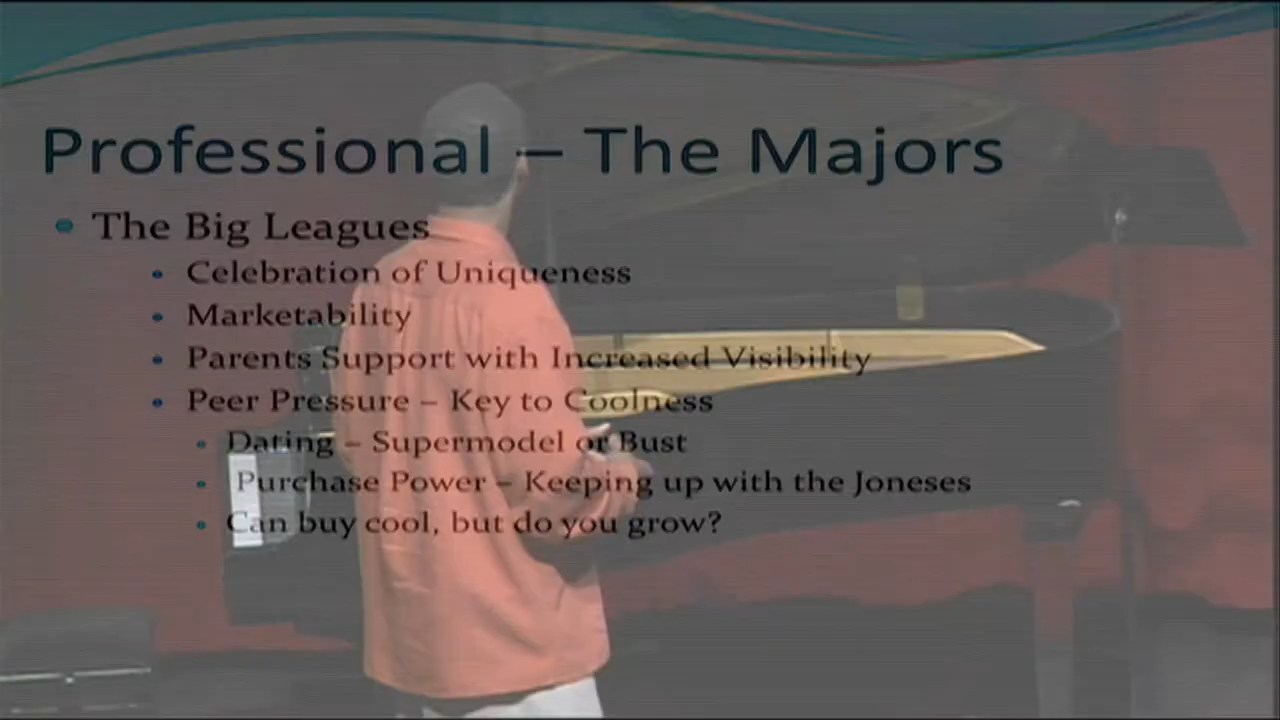 Professional – The Majors
• The Big Leagues
• Celebration of Uniqueness
• Marketability
• Parents Support with Increased Visibility
• Peer Pressure – Key to Coolness
• Dating – Supermodel or Bust
• Purchase Power – Keeping up with the Joneses
• Can buy cool, but do you grow?